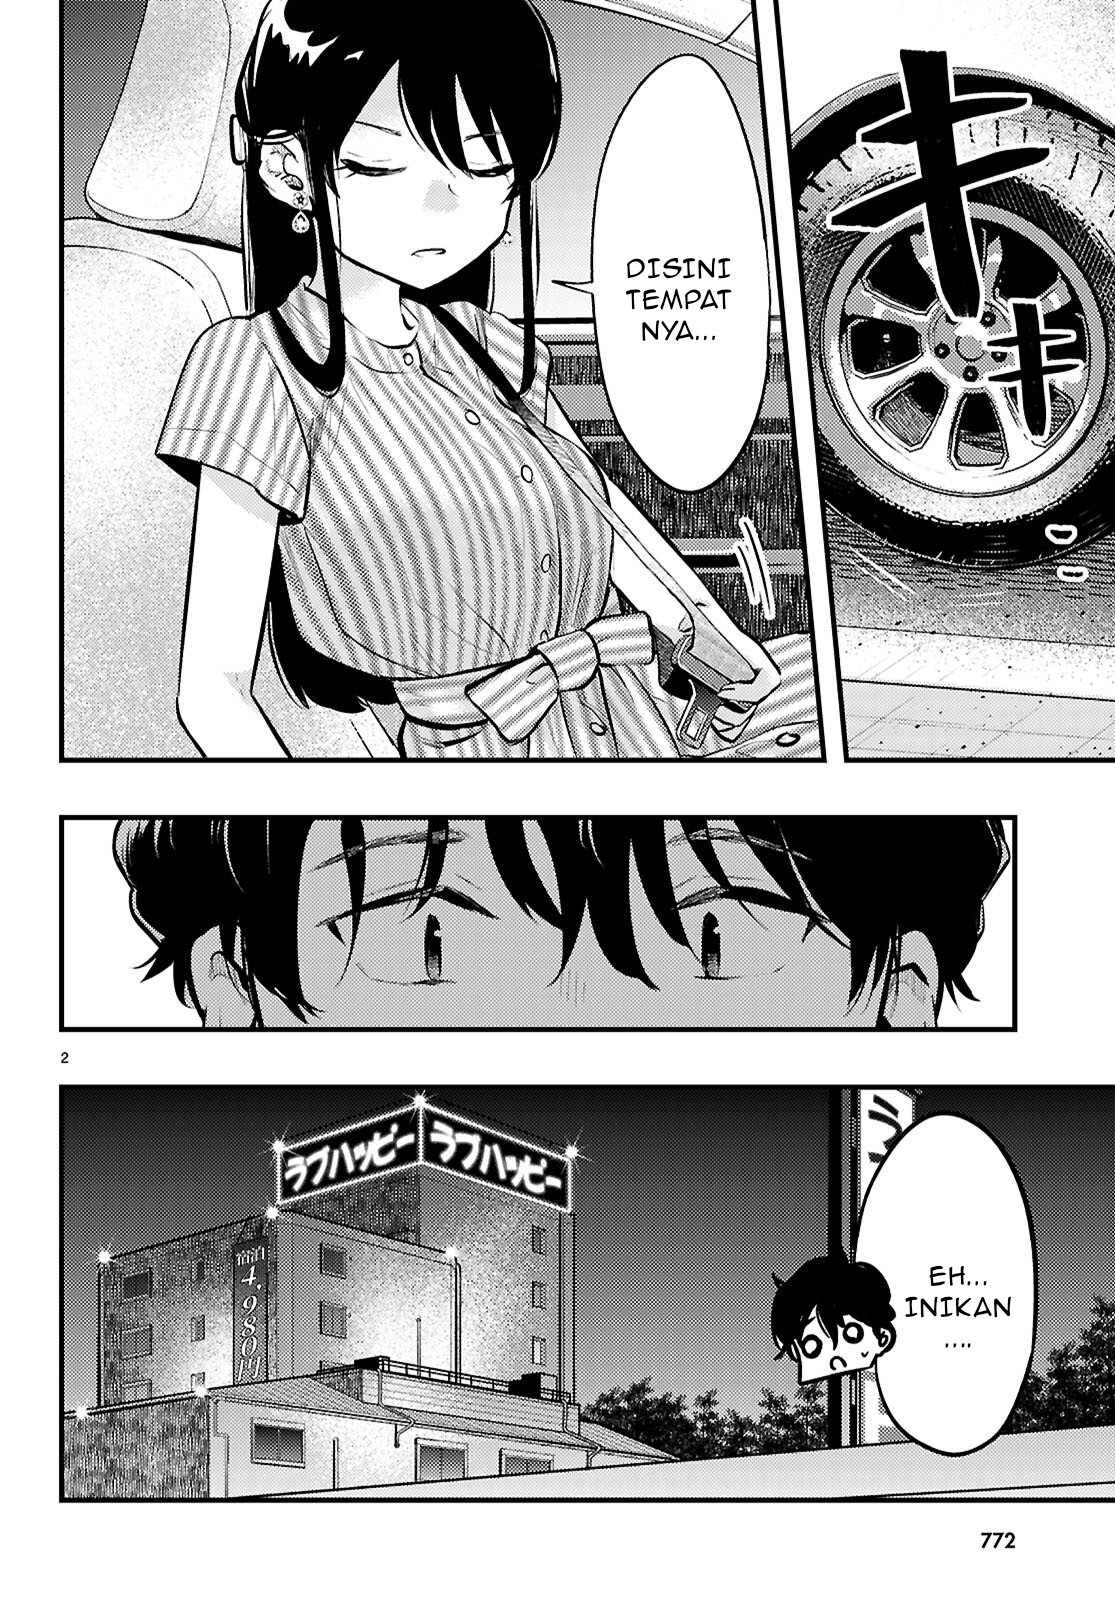 キキ
DISINI
TEMPAT
NYA...
2
ラブハッピー
ラブハッピー
宿泊
4,980円
ラ
EH...
INIKAN
....
772